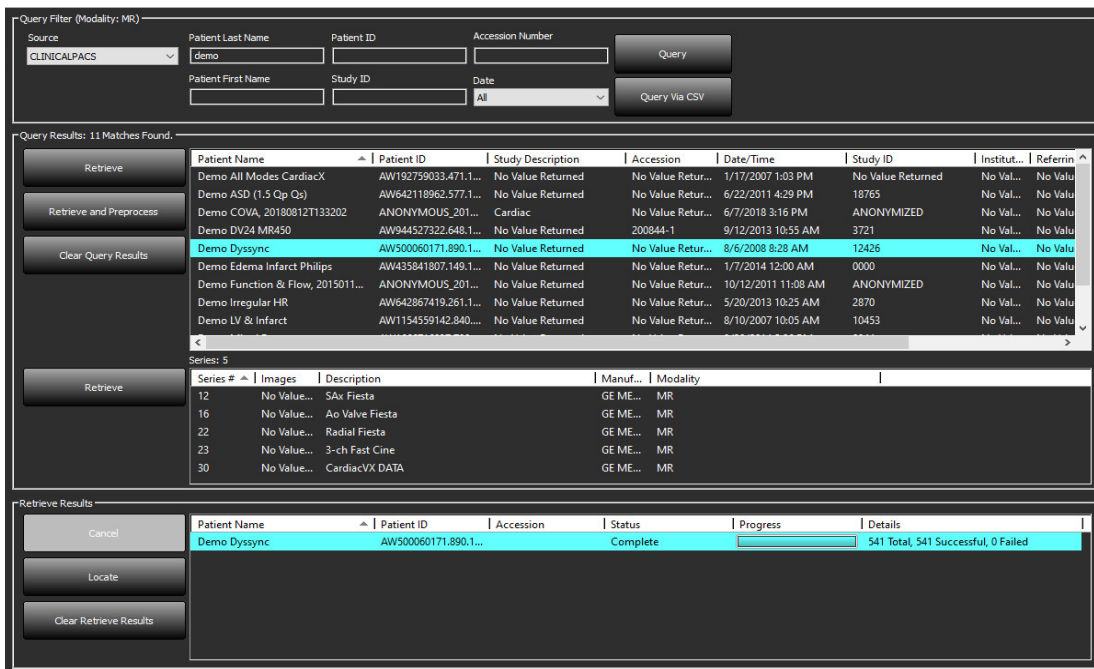 Query Filter (Modality: MR)
Source Patient Last Name Patient ID Accession Number
CLINICALPACS demo Query
Patient First Name Study ID Date
All Query Via CSV
Query Results: 11 Matches Found.
Retrieve
Retrieve and Preprocess
Clear Query Results
Patient Name Patient ID Study Description Accession Date/Time Study ID Institut... Referrin
Demo All Modes CardiacX AW192759033.471.1... No Value Returned No Value Retur... 1/17/2007 1:03 PM No Value Returned No Val... No Valu
Demo ASD (1.5 Qp Qs) AW642118962.577.1... No Value Returned No Value Retur... 6/22/2011 4:29 PM 18765 No Val... No Valu
Demo COVA, 20180812T133202 ANONYMOUS_201... Cardiac No Value Retur... 6/7/2018 3:16 PM ANONYMIZED No Val... No Valu
Demo DV24 MR450 AW944527322.648.1... No Value Returned 200844-1 9/12/2013 10:55 AM 3721 No Val... No Valu
Demo Dyssync AW500060171.890.1... No Value Returned No Value Retur... 8/6/2008 8:28 AM 12426 No Val... No Valu
Demo Edema Infarct Philips AW435841807.149.1... No Value Returned No Value Retur... 1/7/2014 12:00 AM 0000 No Val... No Valu
Demo Function & Flow, 2015011... ANONYMOUS_201... No Value Returned No Value Retur... 10/12/2011 11:08 AM ANONYMIZED No Val... No Valu
Demo Irregular HR AW642867419.261.1... No Value Returned No Value Retur... 5/20/2013 10:25 AM 2870 No Val... No Valu
Demo LV & Infarct AW1154559142.840.... No Value Returned No Value Retur... 8/10/2007 10:05 AM 10453 No Val... No Valu
Series: 5
Retrieve
Series # Images Description Manuf... Modality
12 No Value... SAx Fiesta GE ME... MR
16 No Value... Ao Valve Fiesta GE ME... MR
22 No Value... Radial Fiesta GE ME... MR
23 No Value... 3-ch Fast Cine GE ME... MR
30 No Value... CardiacVX DATA GE ME... MR
Retrieve Results
Cancel
Locate
Clear Retrieve Results
Patient Name Patient ID Accession Status Progress Details
Demo Dyssync AW500060171.890.1... Complete 541 Total, 541 Successful, 0 Failed